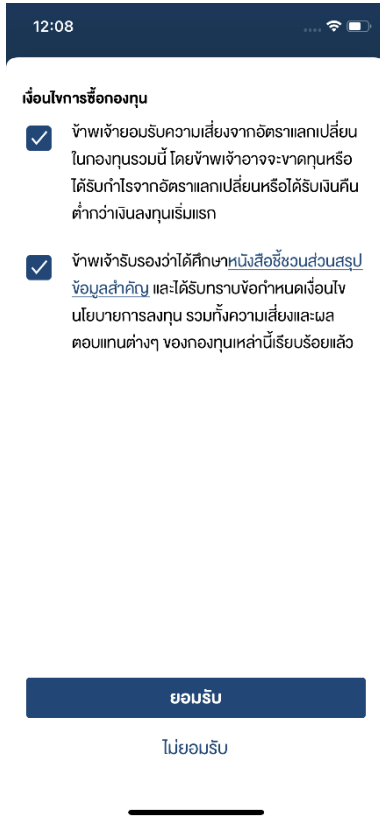 12:08
เงื่อนไขการซื้อกองทุน
ข้าพเจ้ายอมรับความเสี่ยงจากอัตราแลกเปลี่ยน
ในกองทุนรวมนี้ โดยข้าพเจ้าอาจจะขาดทุนหรือ
ได้รับกำไรจากอัตราแลกเปลี่ยนหรือได้รับเงินคืน
ต่ำกว่าเงินลงทุนเริ่มแรก
ข้าพเจ้ารับรองว่าได้ศึกษาหนังสือชี้ชวนส่วนสรุป
ข้อมูลสำคัญ และได้รับทราบข้อกำหนดเงื่อนไข
นโยบายการลงทุน รวมทั้งความเสี่ยงและผล
ตอบแทนต่างๆ ของกองทุนเหล่านี้เรียบร้อยแล้ว
ยอมรับ
ไม่ยอมรับ